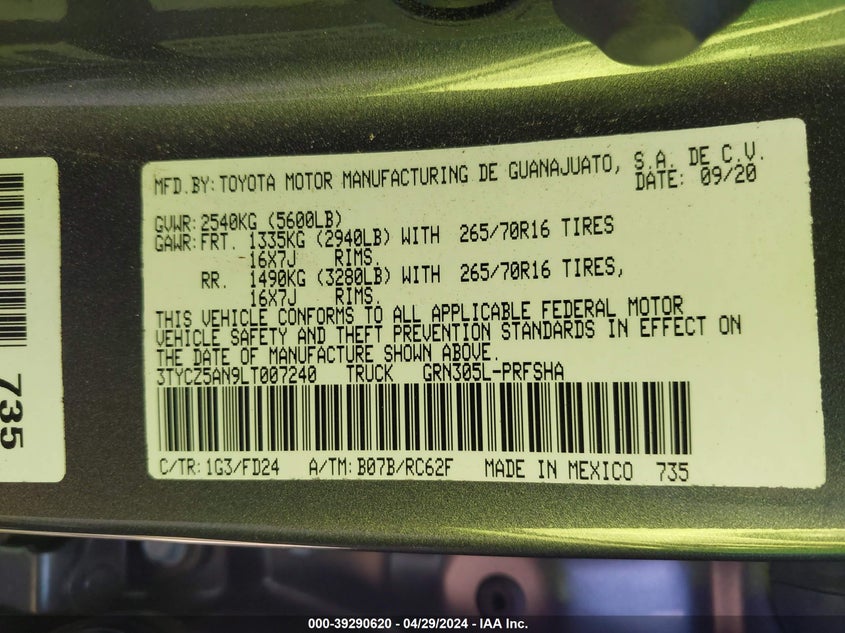 MFD.BY: TOYOTA MOTOR MANUFACTURING DE GUANAJUATO, S.A. DE C.V.
DATE: 09/20
GVWR: 2540KG (5600LB)
GAWR: FRT. 1335KG (2940LB) WITH 265/70R16 TIRES
16X7J RIMS.
RR. 1490KG (3280LB) WITH 265/70R16 TIRES,
16X7J RIMS.
THIS VEHICLE CONFORMS TO ALL APPLICABLE FEDERAL MOTOR
VEHICLE SAFETY AND THEFT PREVENTION STANDARDS IN EFFECT ON
THE DATE OF MANUFACTURE SHOWN ABOVE.
3TYCZ5AN9LT007240 TRUCK GRN305L-PRFSHA
C/TR: 1G3/FD24 A/TM: B07B/RC62F MADE IN MEXICO 735
735
000-39290620 - 04/29/2024 - IAA Inc.